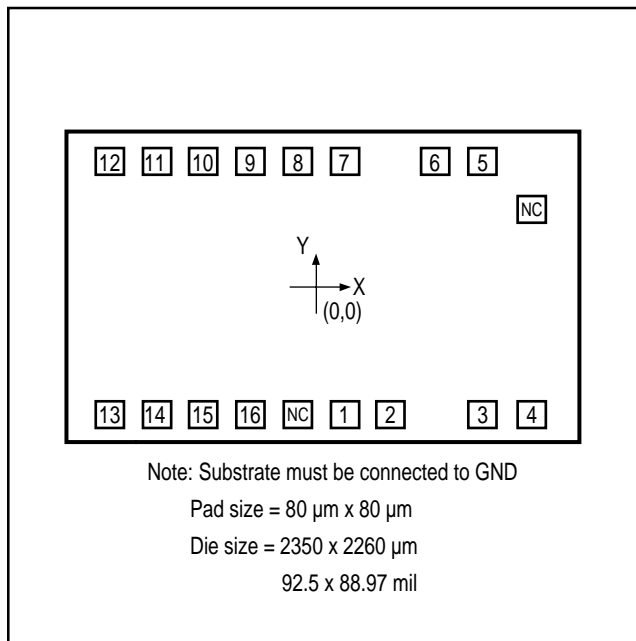 12 11 10 9 8 7 6 5
NC
Y
X
(0,0)
13 14 15 16 NC 1 2 3 4
Note: Substrate must be connected to GND
Pad size = 80 µm x 80 µm
Die size = 2350 x 2260 µm
92.5 x 88.97 mil